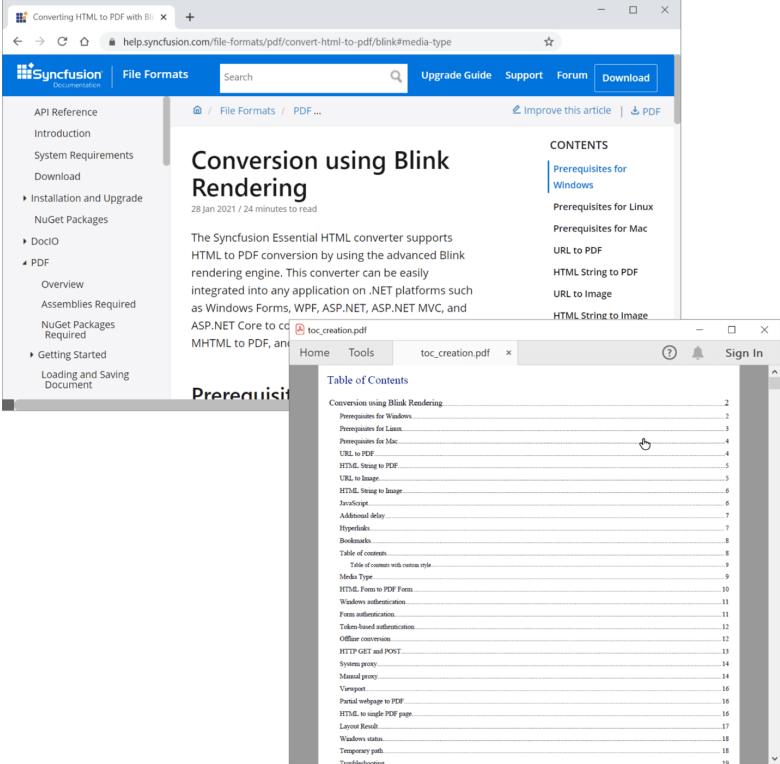 Converting HTML to PDF with Bli
help.syncfusion.com/file-formats/pdf/convert-html-to-pdf/blink#media-type
Syncfusion
Documentation
File Formats
Search
Upgrade Guide
Support
Forum
Download
API Reference
Introduction
System Requirements
Download
Installation and Upgrade
NuGet Packages
DocIO
PDF
Overview
Assemblies Required
NuGet Packages
Required
Getting Started
Loading and Saving
Document
/ File Formats / PDF ...
Improve this article | PDF
Conversion using Blink
Rendering
28 Jan 2021 / 24 minutes to read
The Syncfusion Essential HTML converter supports
HTML to PDF conversion by using the advanced Blink
rendering engine. This converter can be easily
integrated into any application on .NET platforms such
as Windows Forms, WPF, ASP.NET, ASP.NET MVC, and
ASP.NET Core to co
MHTML to PDF, and
Prerequisit
CONTENTS
Prerequisites for
Windows
Prerequisites for Linux
Prerequisites for Mac
URL to PDF
HTML String to PDF
URL to Image
HTML String to Image
toc_creation.pdf
Home
Tools
toc_creation.pdf
Sign In
Table of Contents
Conversion using Blink Rendering 2
Prerequisites for Windows 2
Prerequisites for Linux 3
Prerequisites for Mac 4
URL to PDF 4
HTML String to PDF 5
URL to Image 5
HTML String to Image 6
JavaScript 6
Additional delay 7
Hyperlinks 7
Bookmarks 8
Table of contents 8
Table of contents with custom style 9
Media Type 9
HTML Form to PDF Form 10
Windows authentication 11
Form authentication 11
Token-based authentication 12
Offline conversion 12
HTTP GET and POST 13
System proxy 14
Manual proxy 14
Viewport 16
Partial webpage to PDF 16
HTML to single PDF page 16
Layout Result 17
Windows status 18
Temporary path 18
Troubleshooting 19